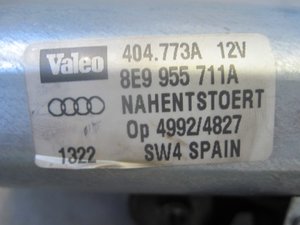 Valeo 404.773A 12V
8E9 955 711A
NAHENTSTOERT
Op 4992/4827
1322 SW4 SPAIN